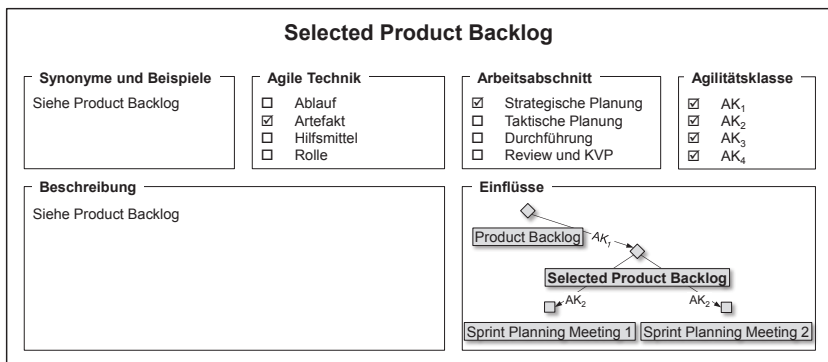 Selected Product Backlog
Synonyme und Beispiele
Siehe Product Backlog
Agile Technik
☐ Ablauf
☑ Artefakt
☐ Hilfsmittel
☐ Rolle
Arbeitsabschnitt
☑ Strategische Planung
☐ Taktische Planung
☐ Durchführung
☐ Review und KVP
Agilitätsklasse
☑ AK₁
☑ AK₂
☑ AK₃
☑ AK₄
Beschreibung
Siehe Product Backlog
Einflüsse
Product Backlog
AK₁
Selected Product Backlog
AK₂ AK₂
Sprint Planning Meeting 1 Sprint Planning Meeting 2